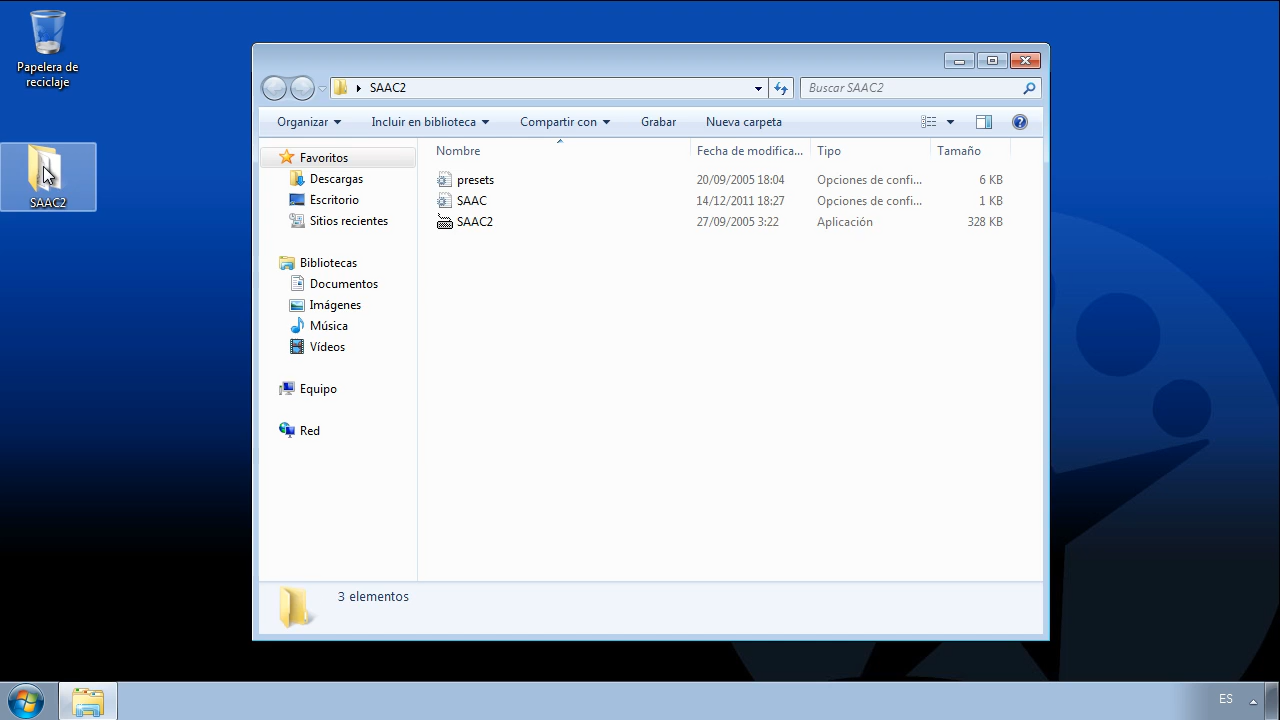 Papelera de
reciclaje
SAAC2
SAAC2
Buscar SAAC2
Organizar
Incluir en biblioteca
Compartir con
Grabar
Nueva carpeta
Favoritos
Descargas
Escritorio
Sitios recientes
Bibliotecas
Documentos
Imágenes
Música
Vídeos
Equipo
Red
Nombre Fecha de modifica... Tipo Tamaño
presets 20/09/2005 18:04 Opciones de confi... 6 KB
SAAC 14/12/2011 18:27 Opciones de confi... 1 KB
SAAC2 27/09/2005 3:22 Aplicación 328 KB
3 elementos
ES